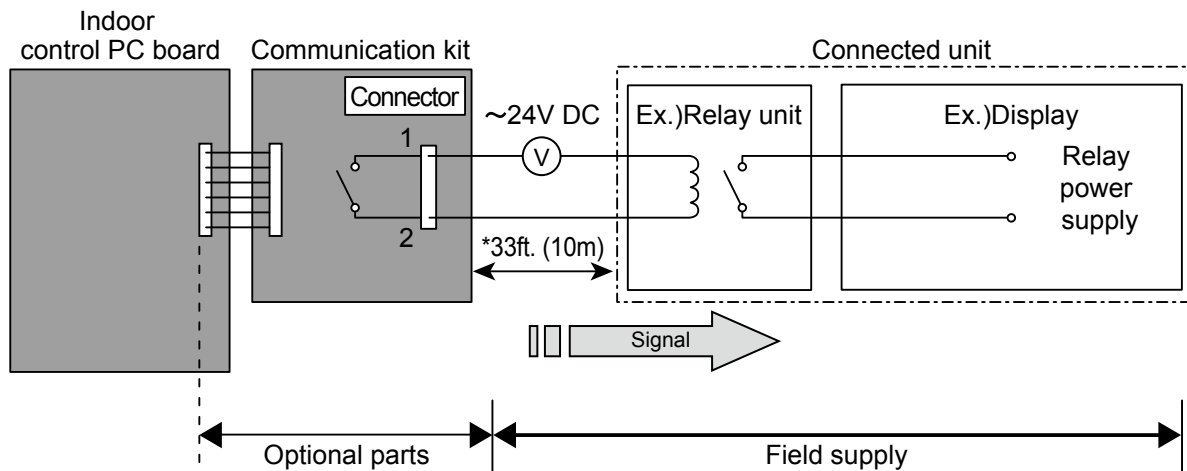 Indoor
control PC board
Communication kit
Connected unit
Connector
1
2
~24V DC
V
*33ft. (10m)
Ex.)Relay unit
Ex.)Display
Relay
power
supply
Signal
Optional parts
Field supply